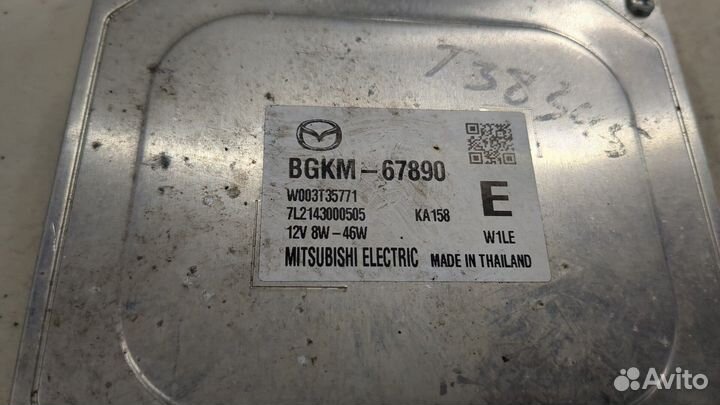 BGKM-67890
W003T35771
7L2143000505 KA158
12V 8W-46W
E
W1LE
MITSUBISHI ELECTRIC MADE IN THAILAND
Avito